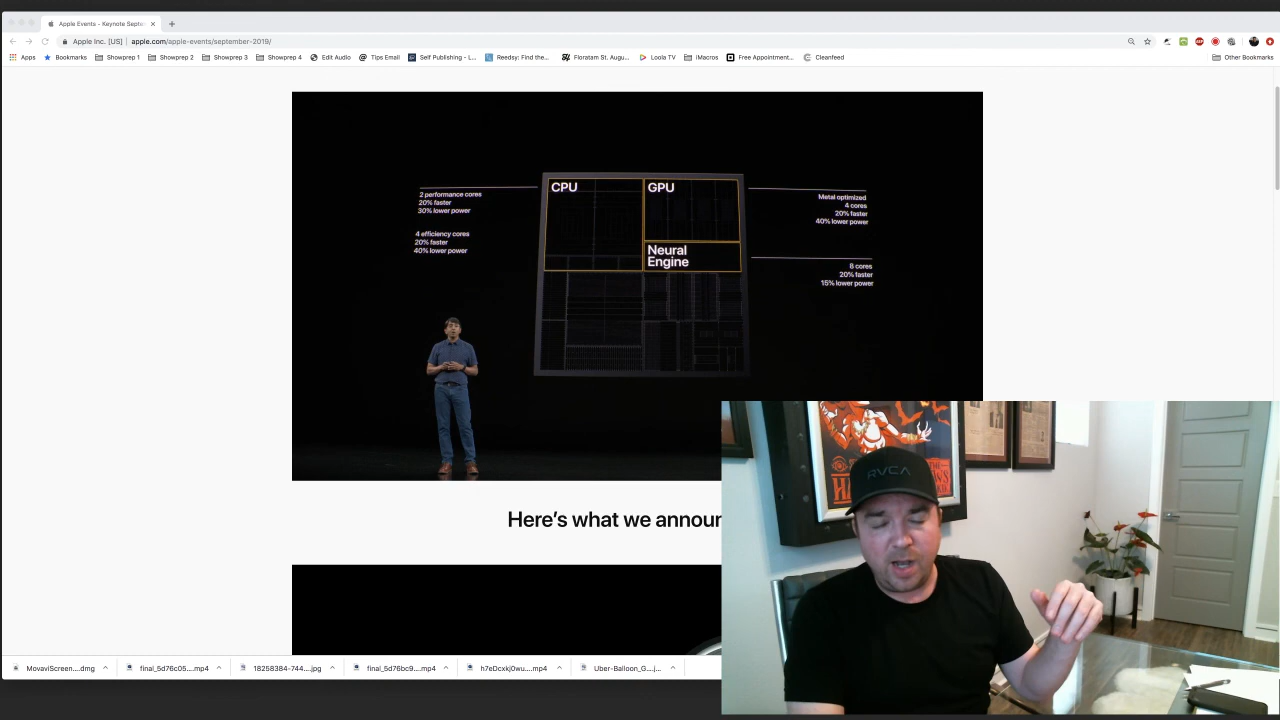 Apple Events - Keynote Septe
Apple Inc. [US] | apple.com/apple-events/september-2019/
Apps
Bookmarks
Showprep 1
Showprep 2
Showprep 3
Showprep 4
Edit Audio
Tips Email
Self Publishing - L...
Reedsy: Find the...
Floratam St. Augu...
Loola TV
iMacros
Free Appointment...
Cleanfeed
Other Bookmarks
2 performance cores
20% faster
30% lower power
4 efficiency cores
20% faster
40% lower power
CPU
GPU
Neural
Engine
Metal optimized
4 cores
20% faster
40% lower power
8 cores
20% faster
15% lower power
Here's what we announ
RVCA
MovaviScreen....dmg
final_5d76c05....mp4
18258384-744....jpg
final_5d76bc9....mp4
h7eDcxkj0wu....mp4
Uber-Balloon_G....j...